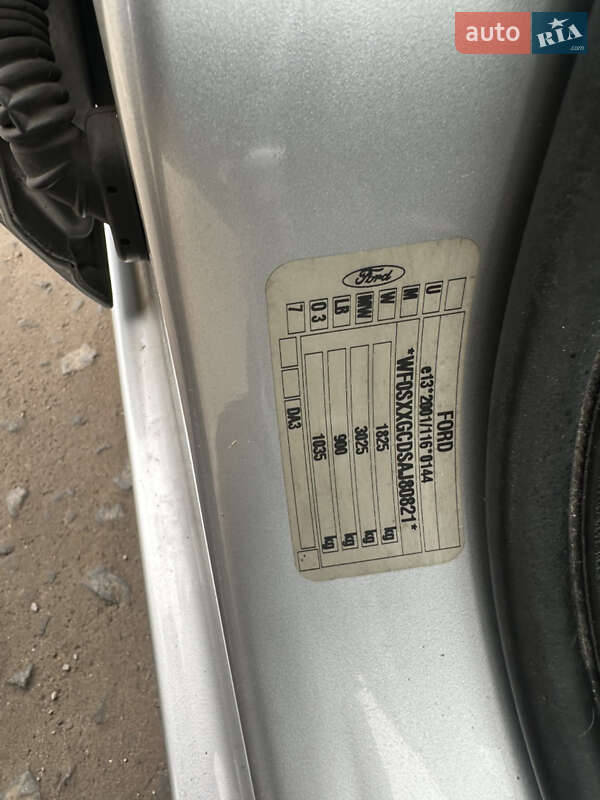 auto RIA.com
Ford
FORD
e13*2001/116*0144
*WF0SXXGCDSAJ80821*
1825 kg
3025 kg
900 kg
1035 kg
DA3
U
M
W
MW
LB
0 3
7